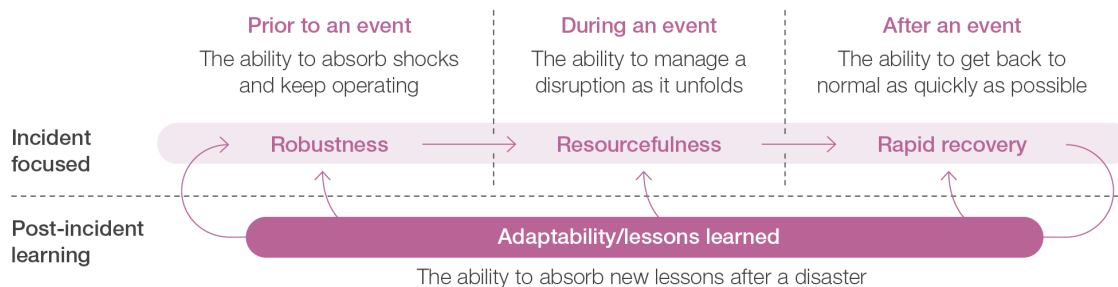 Prior to an event
The ability to absorb shocks
and keep operating
During an event
The ability to manage a
disruption as it unfolds
After an event
The ability to get back to
normal as quickly as possible
Incident
focused
Robustness
Resourcefulness
Rapid recovery
Post-incident
learning
Adaptability/lessons learned
The ability to absorb new lessons after a disaster